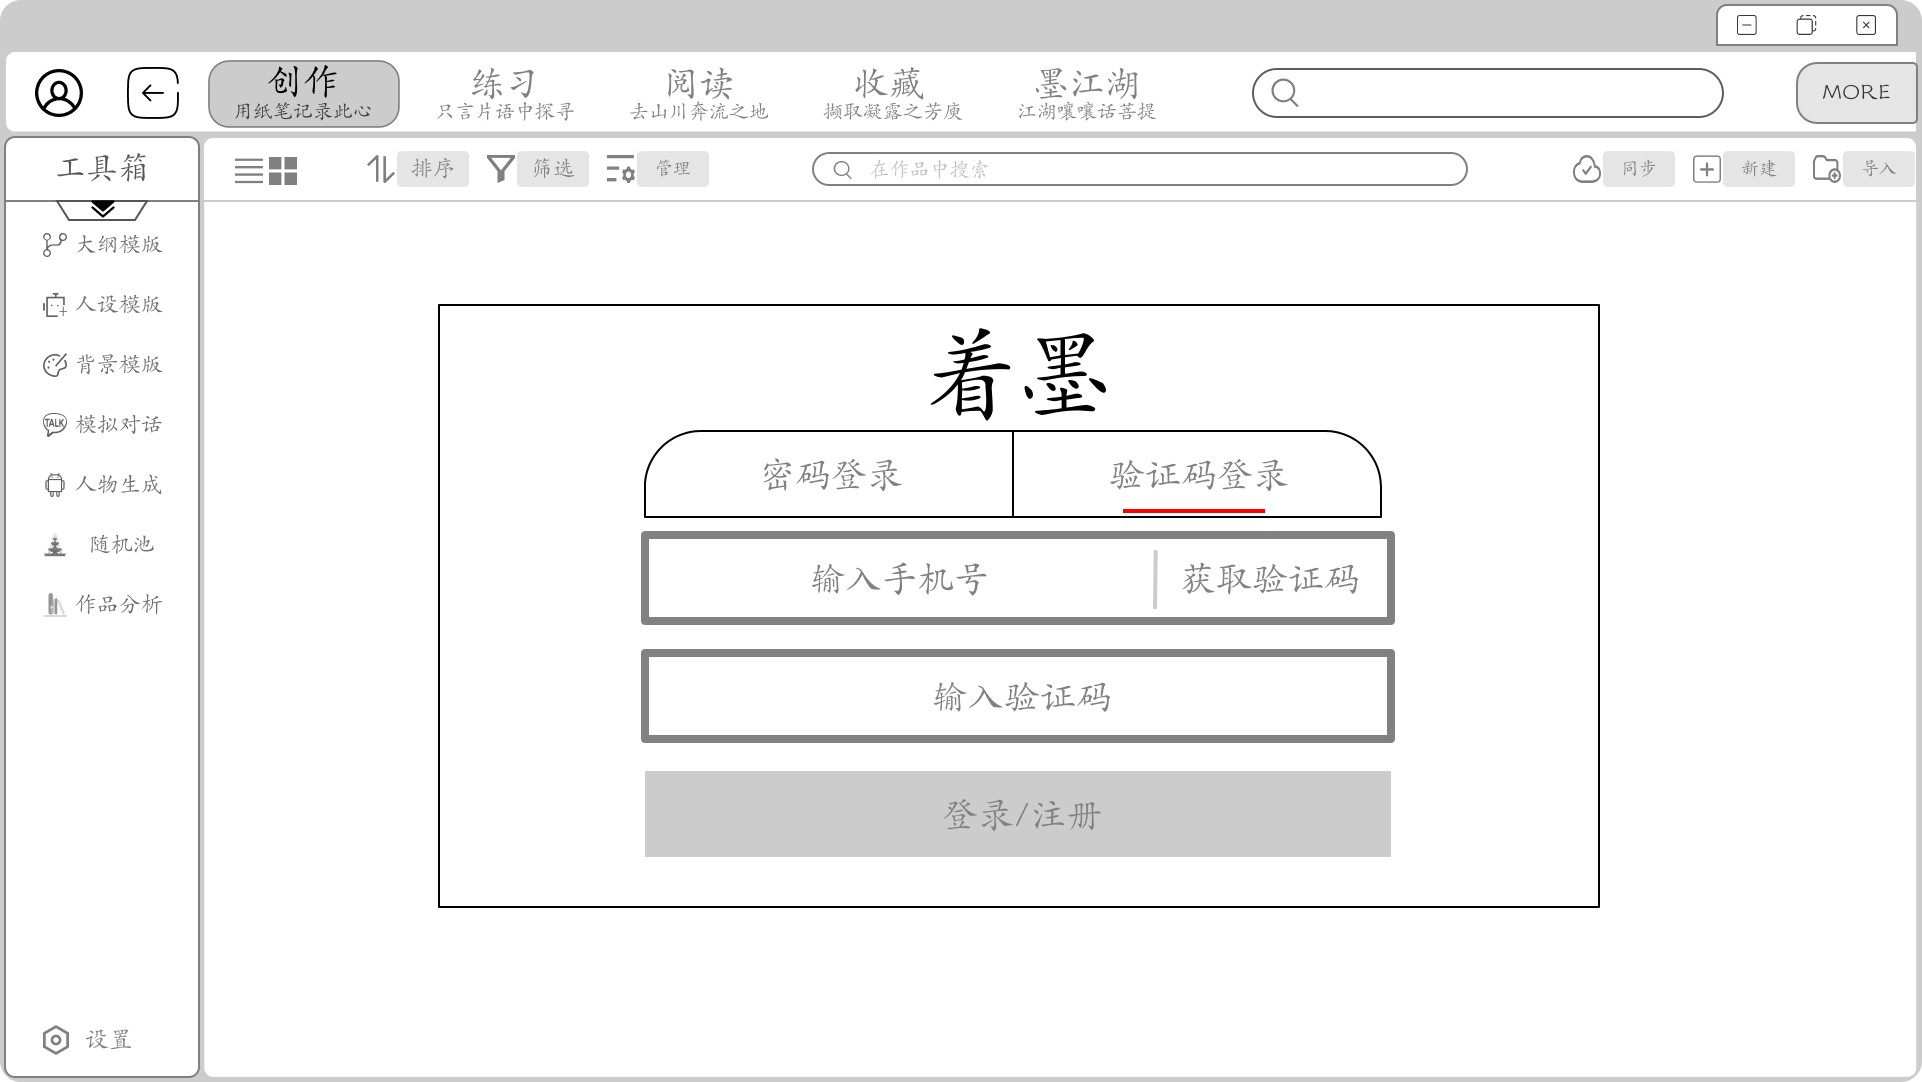 创作
用纸笔记录此心
练习
只言片语中探寻
阅读
去山川奔流之地
收藏
撷取凝露之芳庾
墨江湖
江湖嚷嚷话菩提
MORE
工具箱
排序
筛选
管理
在作品中搜索
同步
新建
导入
大纲模版
人设模版
背景模版
TALK 模拟对话
人物生成
随机池
作品分析
设置
着墨
密码登录
验证码登录
输入手机号
获取验证码
输入验证码
登录/注册